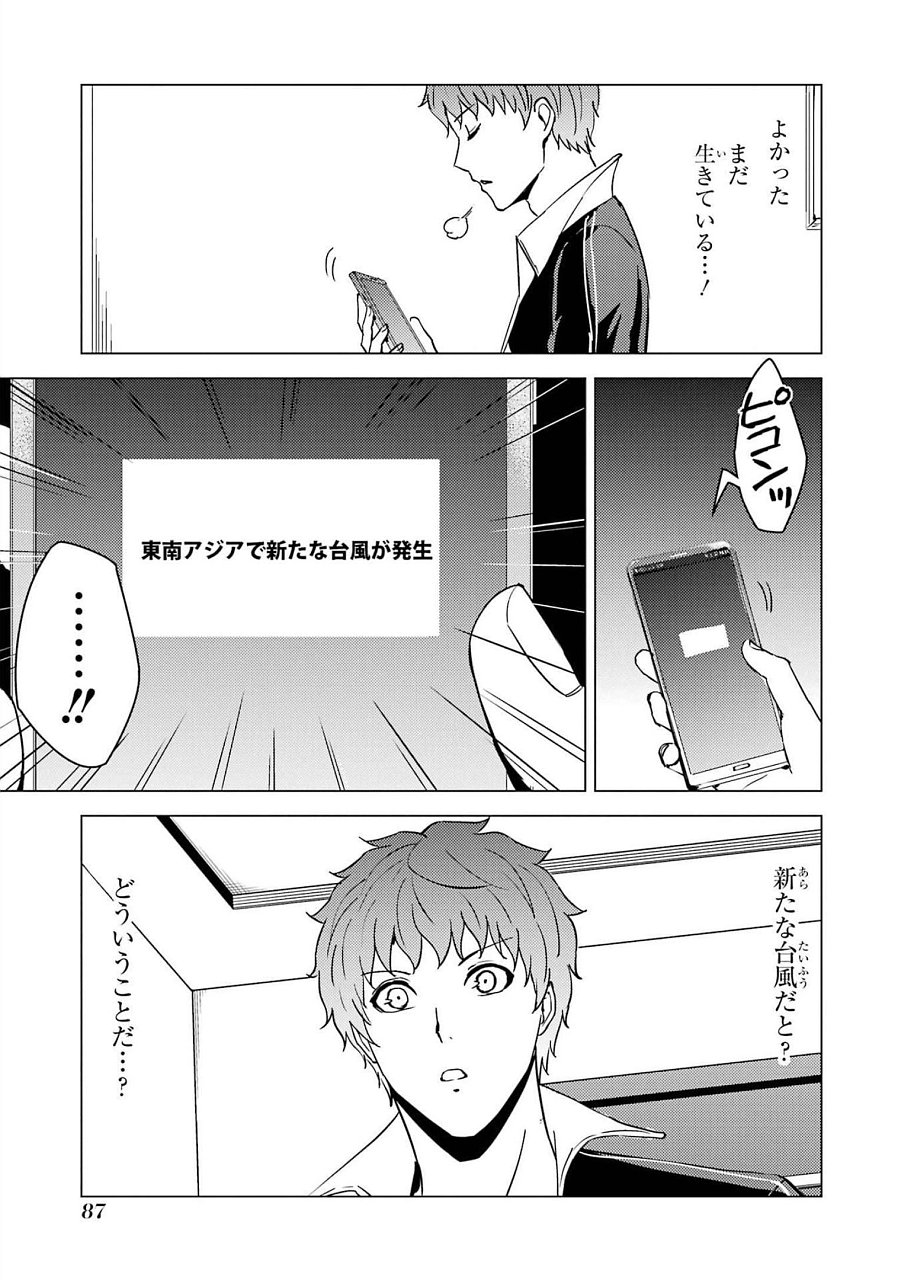 よかった
まだ
生きている…!
ピコンッ
東南アジアで新たな台風が発生
………!!
新たな台風だと?
どういうことだ…?
87